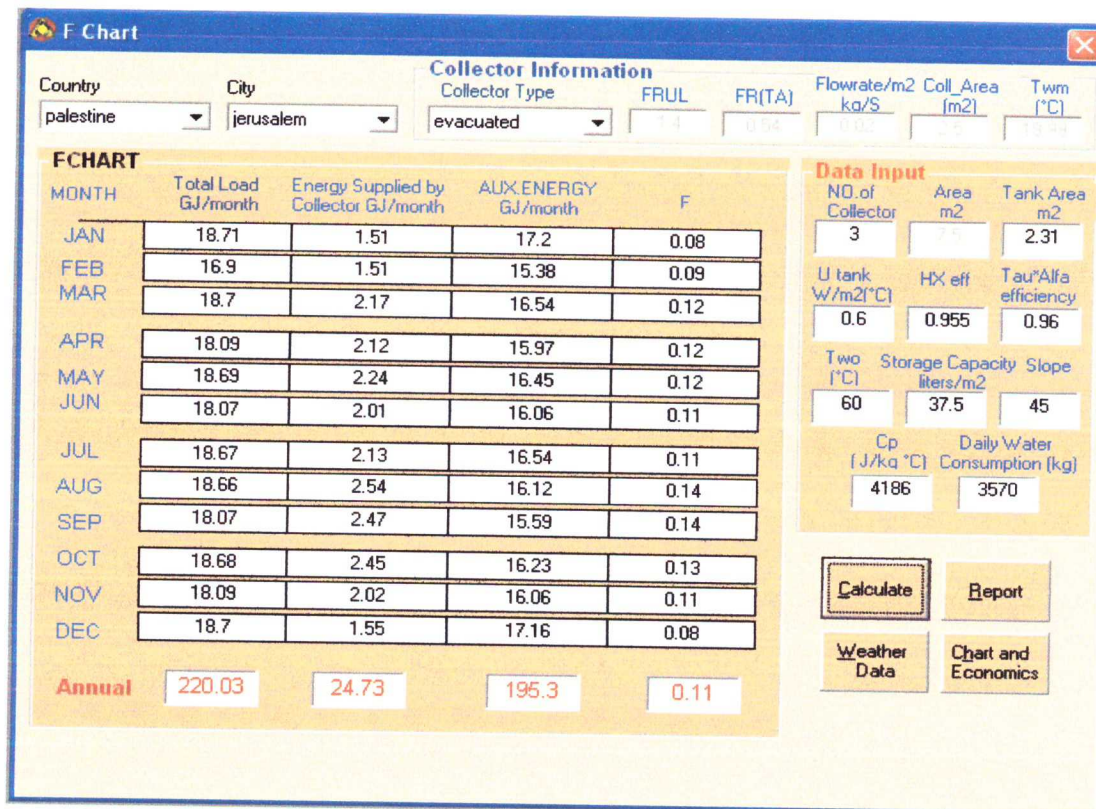 F Chart
Collector Information
Country City Collector Type FRUL FR(TA) Flowrate/m2 kg/S Coll_Area (m2) Twm (°C)
palestine jerusalem evacuated 1.4 0.54 0.02 2.5
FCHART
MONTH Total Load GJ/month Energy Supplied by Collector GJ/month AUX.ENERGY GJ/month F
JAN 18.71 1.51 17.2 0.08
FEB 16.9 1.51 15.38 0.09
MAR 18.7 2.17 16.54 0.12
APR 18.09 2.12 15.97 0.12
MAY 18.69 2.24 16.45 0.12
JUN 18.07 2.01 16.06 0.11
JUL 18.67 2.13 16.54 0.11
AUG 18.66 2.54 16.12 0.14
SEP 18.07 2.47 15.59 0.14
OCT 18.68 2.45 16.23 0.13
NOV 18.09 2.02 16.06 0.11
DEC 18.7 1.55 17.16 0.08
Annual 220.03 24.73 195.3 0.11
Data Input
NO.of Collector Area m2 Tank Area m2
3 2.5 2.31
U tank W/m2(°C) HX eff Tau*Alfa efficiency
0.6 0.955 0.96
Two (°C) Storage Capacity liters/m2 Slope
60 37.5 45
Cp (J/Kg °C) Daily Water Consumption (kg)
4186 3570
Calculate Report
Weather Data Chart and Economics